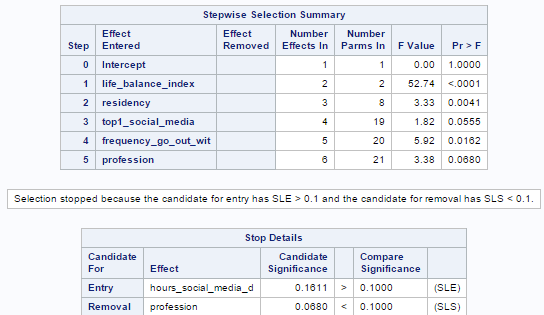 Stepwise Selection Summary
Step Effect Entered Effect Removed Number Effects In Number Parms In F Value Pr > F
0 Intercept 1 1 0.00 1.0000
1 life_balance_index 2 2 52.74 <.0001
2 residency 3 8 3.33 0.0041
3 top1_social_media 4 19 1.82 0.0555
4 frequency_go_out_wit 5 20 5.92 0.0162
5 profession 6 21 3.38 0.0680
Selection stopped because the candidate for entry has SLE > 0.1 and the candidate for removal has SLS < 0.1.
Stop Details
Candidate For Effect Candidate Significance Compare Significance
Entry hours_social_media_d 0.1611 > 0.1000 (SLE)
Removal profession 0.0680 < 0.1000 (SLS)